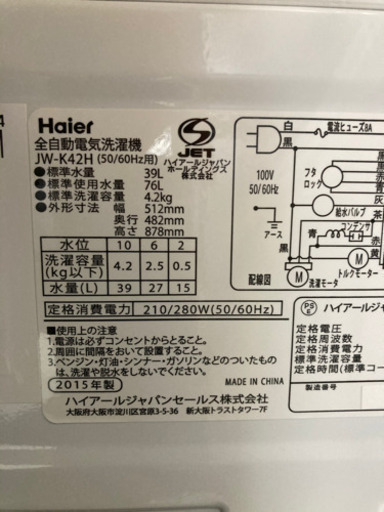 Haier
全自動電気洗濯機
JW-K42H (50/60Hz用)
JET
ハイアールジャパン
ホールディングス
株式会社
●標準水量 39L
●標準使用水量 76L
●標準洗濯容量 4.2kg
●外形寸法 幅 512mm
奥行 482mm
高さ 878mm
水位 10 6 2
洗濯容量(kg以下) 4.2 2.5 0.5
水量(L) 39 27 15
定格消費電力 210/280W(50/60Hz)
使用上の注意
1.電源は必ずコンセントからとること。
2.周囲に間隔をおいて設置すること。
3.ベンジン・灯油・シンナー・ガソリンなどのついたもの
は、洗濯や脱水をしないでください。
2015年製
MADE IN CHINA
ハイアールジャパンセールス株式会社
大阪府大阪市淀川区宮原3-5-36 新大阪トラストタワー7F
白
電流ヒューズ8A
黒
100V
50/60Hz
アース
フタ
ロック
給水バルブ
黒
青
コンデンサ
トルクモーター
M
洗濯モータ
配線図
青
黒
青
灰
茶
赤
黄
PS
E
ハイアール
定格電圧
定格周波数
定格消費電力
標準洗濯容量
定格時間(標準コー
製造番号